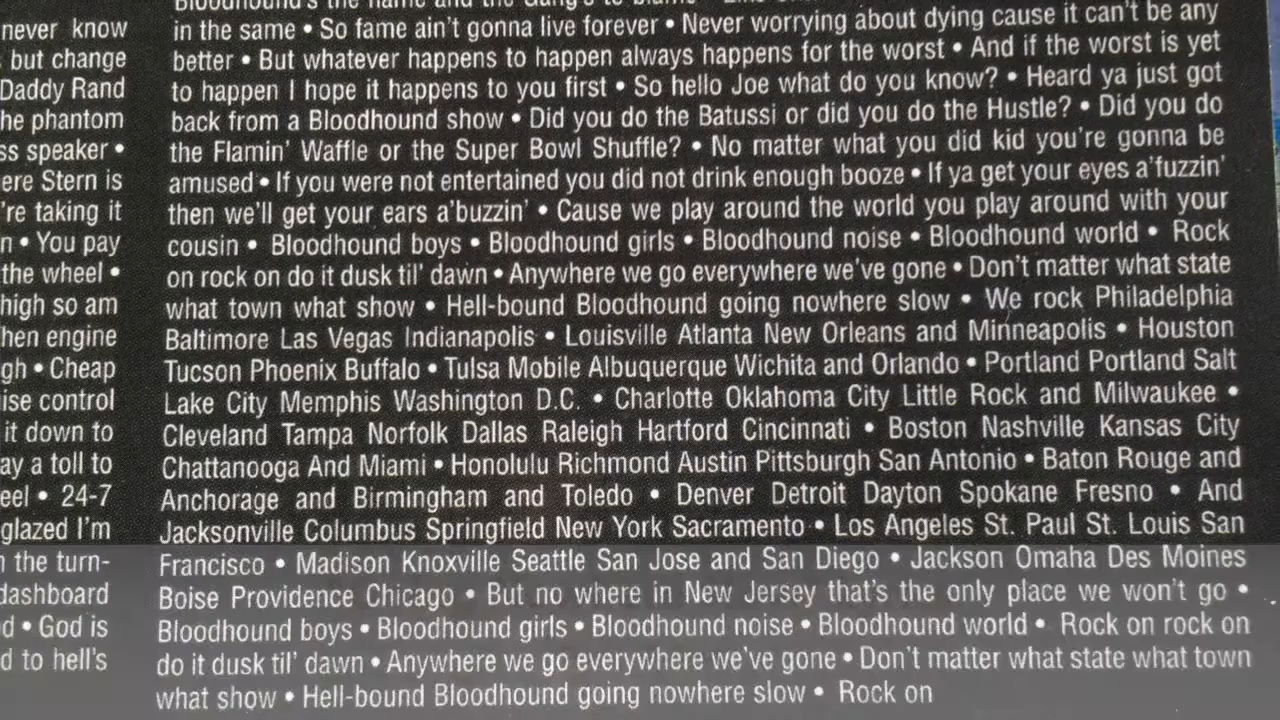 never know
but change
Daddy Rand
he phantom
ss speaker •
ere Stern is
're taking it
n • You pay
the wheel •
high so am
hen engine
gh • Cheap
ise control
it down to
ay a toll to
eel • 24-7
glazed I'm
n the turn-
dashboard
d • God is
d to hell's
Bloodhound's the name and the Gang's to blame •
in the same • So fame ain't gonna live forever • Never worrying about dying cause it can't be any
better • But whatever happens to happen always happens for the worst • And if the worst is yet
to happen I hope it happens to you first • So hello Joe what do you know? • Heard ya just got
back from a Bloodhound show • Did you do the Batussi or did you do the Hustle? • Did you do
the Flamin' Waffle or the Super Bowl Shuffle? • No matter what you did kid you're gonna be
amused • If you were not entertained you did not drink enough booze • If ya get your eyes a'fuzzin'
then we'll get your ears a'buzzin' • Cause we play around the world you play around with your
cousin • Bloodhound boys • Bloodhound girls • Bloodhound noise • Bloodhound world • Rock
on rock on do it dusk til' dawn • Anywhere we go everywhere we've gone • Don't matter what state
what town what show • Hell-bound Bloodhound going nowhere slow • We rock Philadelphia
Baltimore Las Vegas Indianapolis • Louisville Atlanta New Orleans and Minneapolis • Houston
Tucson Phoenix Buffalo • Tulsa Mobile Albuquerque Wichita and Orlando • Portland Portland Salt
Lake City Memphis Washington D.C. • Charlotte Oklahoma City Little Rock and Milwaukee •
Cleveland Tampa Norfolk Dallas Raleigh Hartford Cincinnati • Boston Nashville Kansas City
Chattanooga And Miami • Honolulu Richmond Austin Pittsburgh San Antonio • Baton Rouge and
Anchorage and Birmingham and Toledo • Denver Detroit Dayton Spokane Fresno • And
Jacksonville Columbus Springfield New York Sacramento • Los Angeles St. Paul St. Louis San
Francisco • Madison Knoxville Seattle San Jose and San Diego • Jackson Omaha Des Moines
Boise Providence Chicago • But no where in New Jersey that's the only place we won't go •
Bloodhound boys • Bloodhound girls • Bloodhound noise • Bloodhound world • Rock on rock on
do it dusk til' dawn • Anywhere we go everywhere we've gone • Don't matter what state what town
what show • Hell-bound Bloodhound going nowhere slow • Rock on